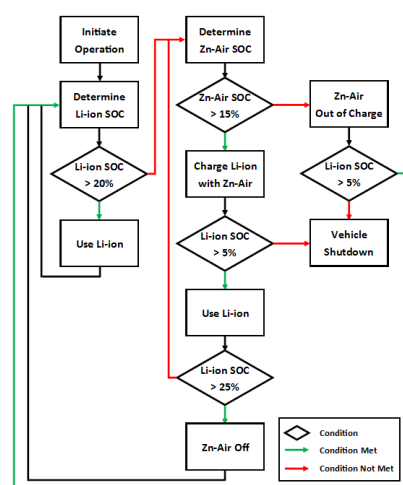 Initiate
Operation
Determine
Li-ion SOC
Li-ion SOC
> 20%
Use Li-ion
Determine
Zn-Air SOC
Zn-Air SOC
> 15%
Charge Li-ion
with Zn-Air
Li-ion SOC
> 5%
Use Li-ion
Li-ion SOC
> 25%
Zn-Air Off
Zn-Air
Out of Charge
Li-ion SOC
> 5%
Vehicle
Shutdown
Condition
Condition Met
Condition Not Met